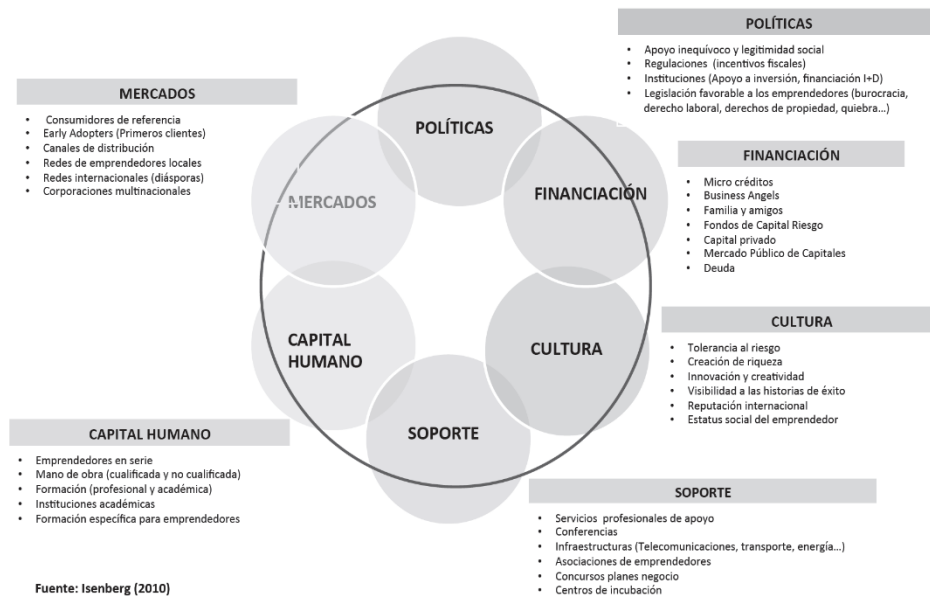 POLÍTICAS
• Apoyo inequívoco y legitimidad social
• Regulaciones (incentivos fiscales)
• Instituciones (Apoyo a inversión, financiación I+D)
• Legislación favorable a los emprendedores (burocracia,
derecho laboral, derechos de propiedad, quiebra...)
MERCADOS
• Consumidores de referencia
• Early Adopters (Primeros clientes)
• Canales de distribución
• Redes de emprendedores locales
• Redes internacionales (diásporas)
• Corporaciones multinacionales
POLÍTICAS
FINANCIACIÓN
MERCADOS
CAPITAL
HUMANO
CULTURA
SOPORTE
FINANCIACIÓN
• Micro créditos
• Business Angels
• Familia y amigos
• Fondos de Capital Riesgo
• Capital privado
• Mercado Público de Capitales
• Deuda
CULTURA
• Tolerancia al riesgo
• Creación de riqueza
• Innovación y creatividad
• Visibilidad a las historias de éxito
• Reputación internacional
• Estatus social del emprendedor
CAPITAL HUMANO
• Emprendedores en serie
• Mano de obra (cualificada y no cualificada)
• Formación (profesional y académica)
• Instituciones académicas
• Formación específica para emprendedores
SOPORTE
• Servicios profesionales de apoyo
• Conferencias
• Infraestructuras (Telecomunicaciones, transporte, energía...)
• Asociaciones de emprendedores
• Concursos planes negocio
• Centros de incubación
Fuente: Isenberg (2010)